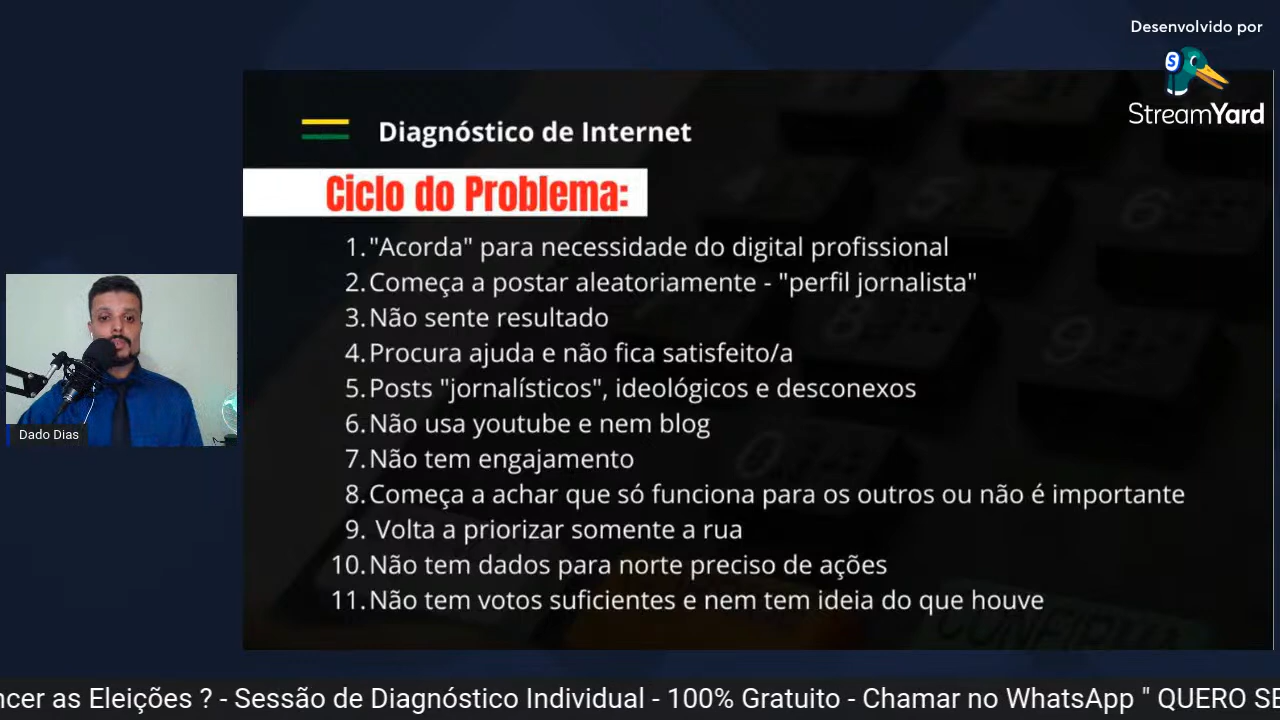 Desenvolvido por
StreamYard
Diagnóstico de Internet
Ciclo do Problema:
1. "Acorda" para necessidade do digital profissional
2. Começa a postar aleatoriamente - "perfil jornalista"
3. Não sente resultado
4. Procura ajuda e não fica satisfeito/a
5. Posts "jornalísticos", ideológicos e desconexos
6. Não usa youtube e nem blog
7. Não tem engajamento
8. Começa a achar que só funciona para os outros ou não é importante
9. Volta a priorizar somente a rua
10. Não tem dados para norte preciso de ações
11. Não tem votos suficientes e nem tem ideia do que houve
CONFIRMA
Dado Dias
as Eleições ? - Sessão de Diagnóstico Individual - 100% Gratuito - Chamar no WhatsApp " QUERO